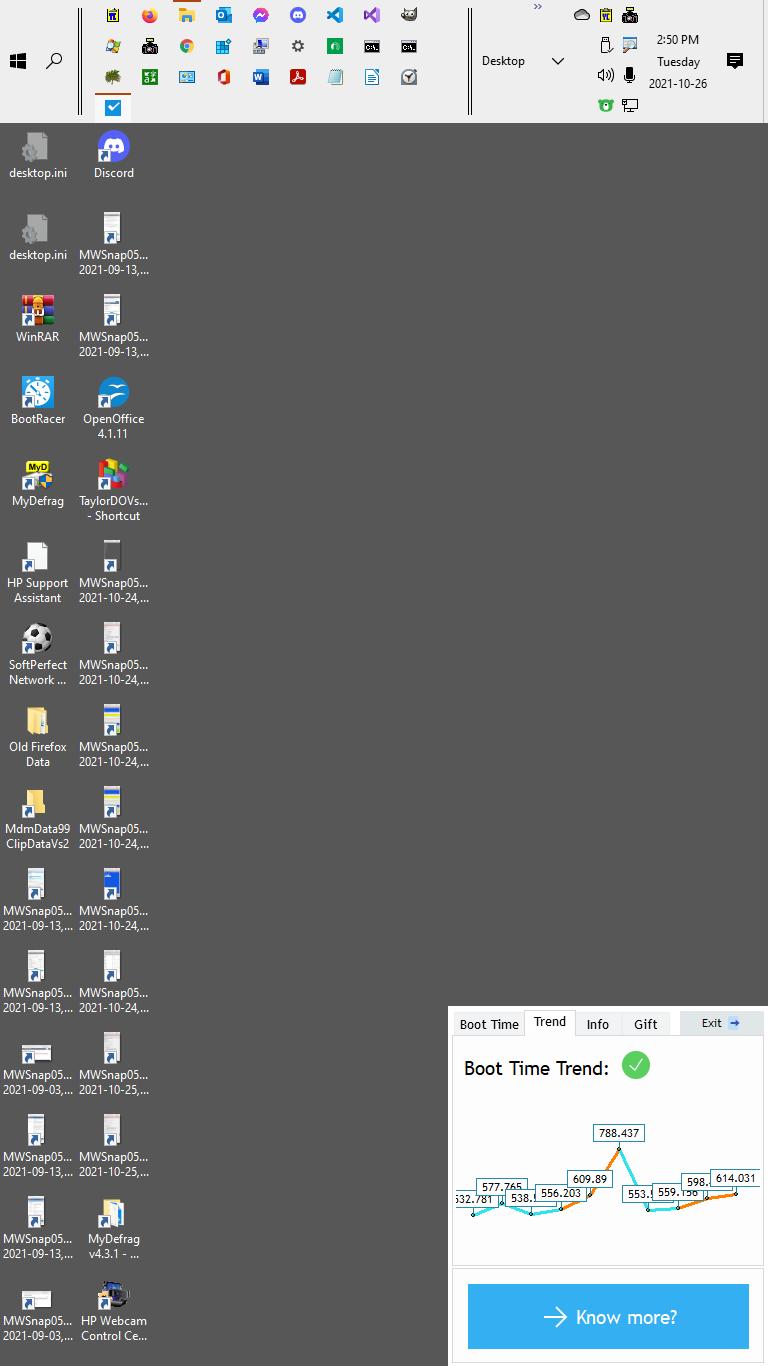 »
Desktop
2:50 PM
Tuesday
2021-10-26
desktop.ini
Discord
desktop.ini
MWSnap05...
2021-09-13,...
WinRAR
MWSnap05...
2021-09-13,...
BootRacer
OpenOffice
4.1.11
MyD
MyDefrag
TaylorDOVs...
- Shortcut
HP Support
Assistant
MWSnap05...
2021-10-24,...
SoftPerfect
Network ...
MWSnap05...
2021-10-24,...
Old Firefox
Data
MWSnap05...
2021-10-24,...
MdmData99
ClipDataVs2
MWSnap05...
2021-10-24,...
MWSnap05...
2021-09-13,...
MWSnap05...
2021-10-24,...
MWSnap05...
2021-09-13,...
MWSnap05...
2021-10-24,...
MWSnap05...
2021-09-03,...
MWSnap05...
2021-10-25,...
MWSnap05...
2021-09-13,...
MWSnap05...
2021-10-25,...
MWSnap05...
2021-09-13,...
MyDefrag
v4.3.1 - ...
MWSnap05...
2021-09-03,...
HP Webcam
Control Ce...
Boot Time Trend Info Gift Exit
Boot Time Trend:
788.437
609.89
614.031
577.765
556.203
532.781
538.
553.
559.156
598.
Know more?